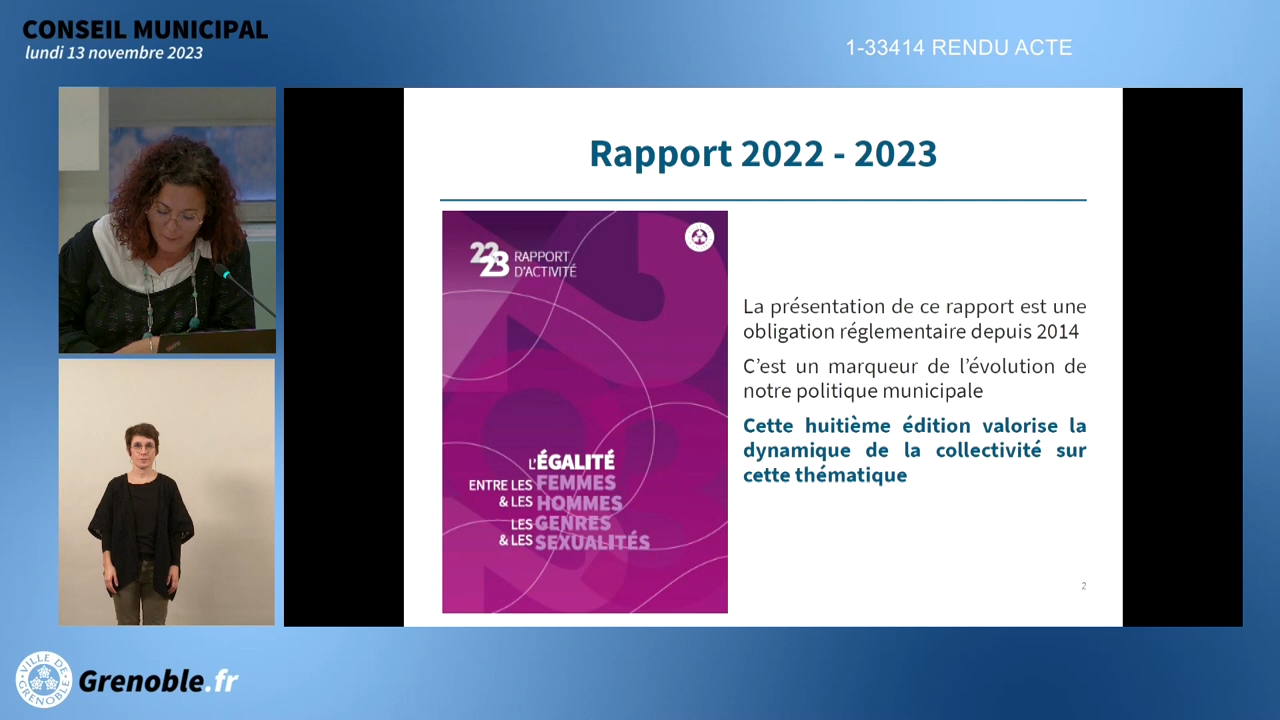 CONSEIL MUNICIPAL
lundi 13 novembre 2023
1-33414 RENDU ACTE
Rapport 2022 - 2023
22
23
RAPPORT
D'ACTIVITÉ
L'ÉGALITÉ
ENTRE LES FEMMES
& LES HOMMES
LES GENRES
& LES SEXUALITÉS
La présentation de ce rapport est une
obligation réglementaire depuis 2014
C'est un marqueur de l'évolution de
notre politique municipale
Cette huitième édition valorise la
dynamique de la collectivité sur
cette thématique
2
VILLE DE
GRENOBLE
Grenoble.fr